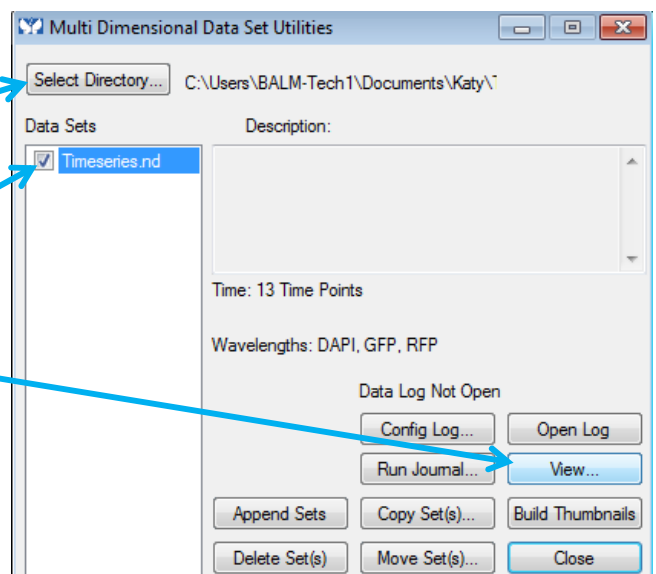 Multi Dimensional Data Set Utilities
Select Directory... C:\Users\BALM-Tech1\Documents\Katy\
Data Sets
Description:
Timeseries.nd
Time: 13 Time Points
Wavelengths: DAPI, GFP, RFP
Data Log Not Open
Config Log... Open Log
Run Journal... View...
Append Sets Copy Set(s)... Build Thumbnails
Delete Set(s) Move Set(s)... Close